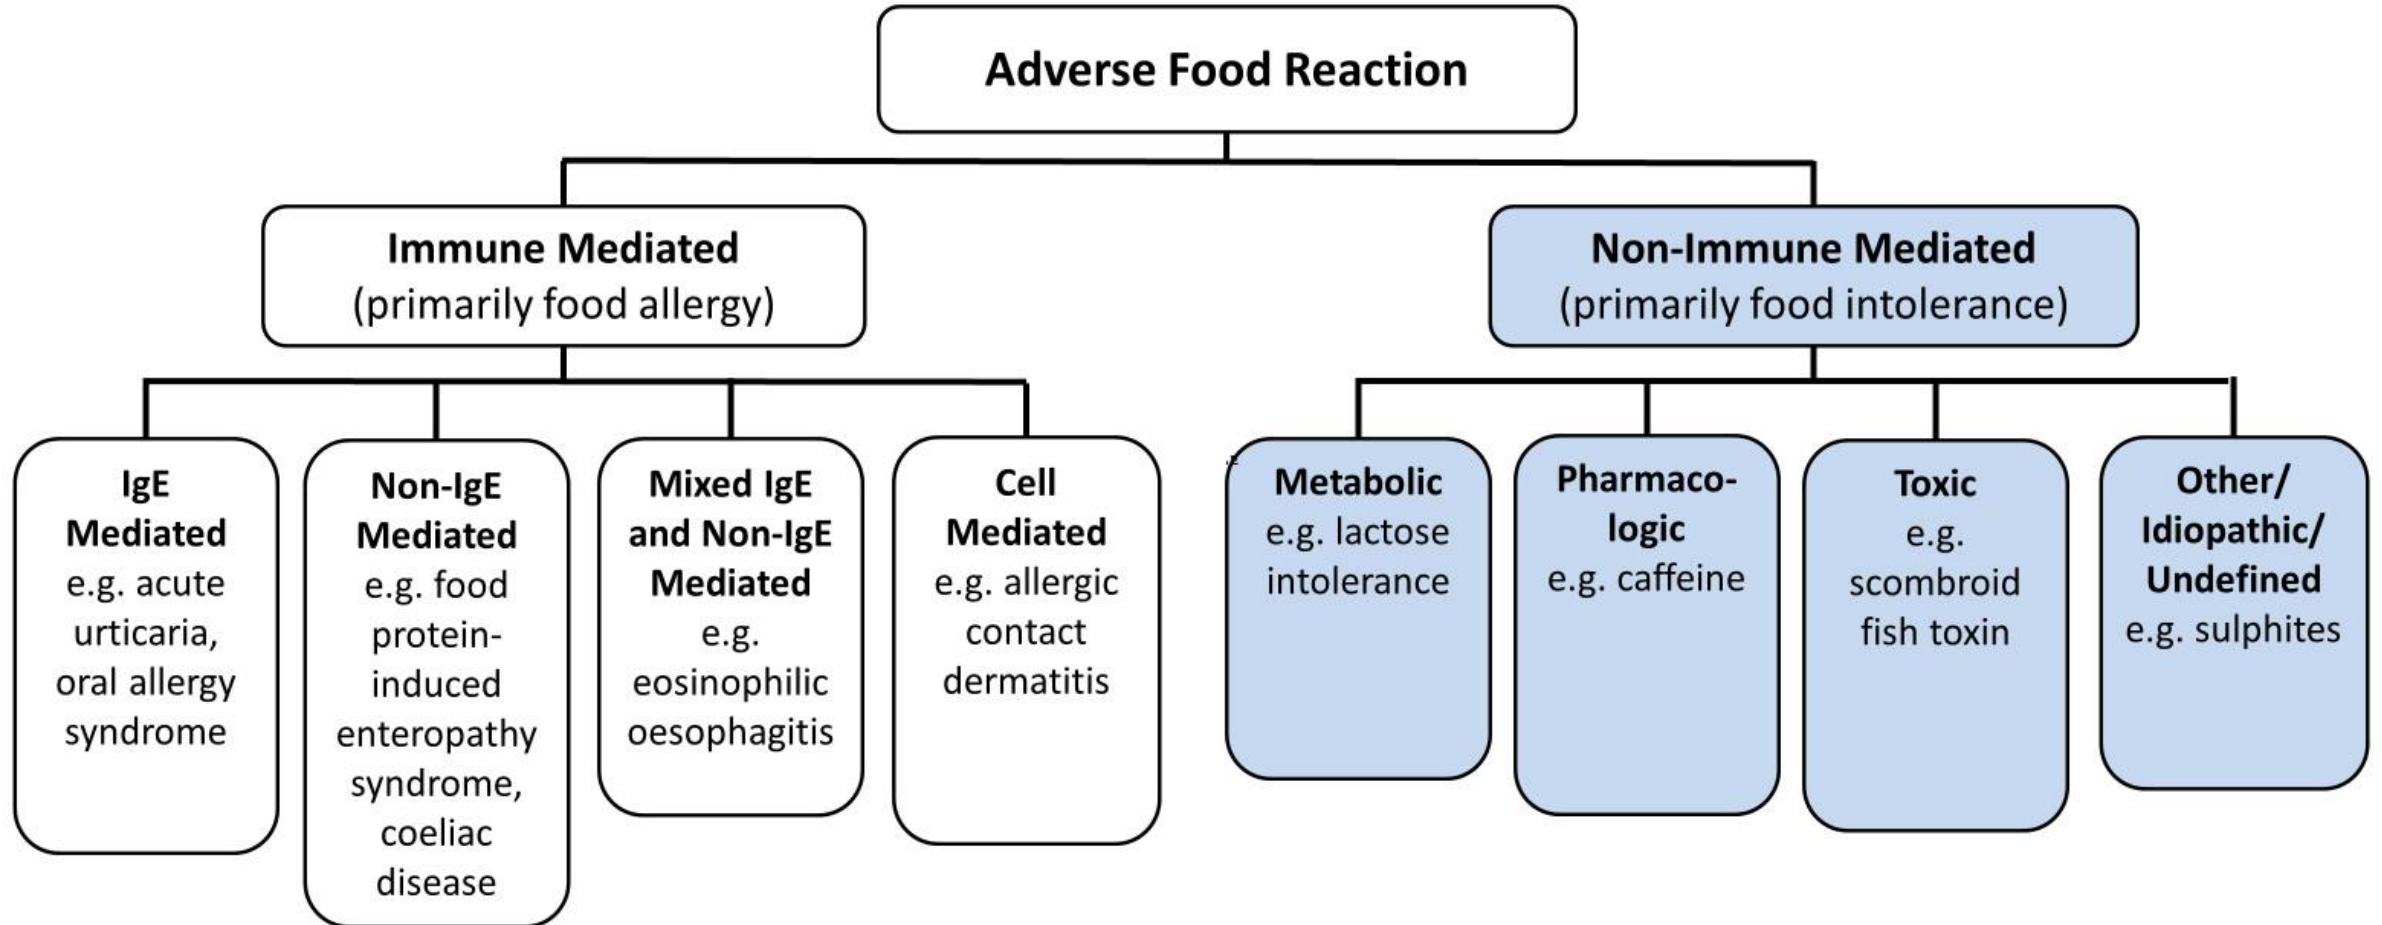 Adverse Food Reaction
Immune Mediated
(primarily food allergy)
Non-Immune Mediated
(primarily food intolerance)
IgE
Mediated
e.g. acute
urticaria,
oral allergy
syndrome
Non-IgE
Mediated
e.g. food
protein-
induced
enteropathy
syndrome,
coeliac
disease
Mixed IgE
and Non-IgE
Mediated
e.g.
eosinophilic
oesophagitis
Cell
Mediated
e.g. allergic
contact
dermatitis
Metabolic
e.g. lactose
intolerance
Pharmaco-
logic
e.g. caffeine
Toxic
e.g.
scombroid
fish toxin
Other/
Idiopathic/
Undefined
e.g. sulphites